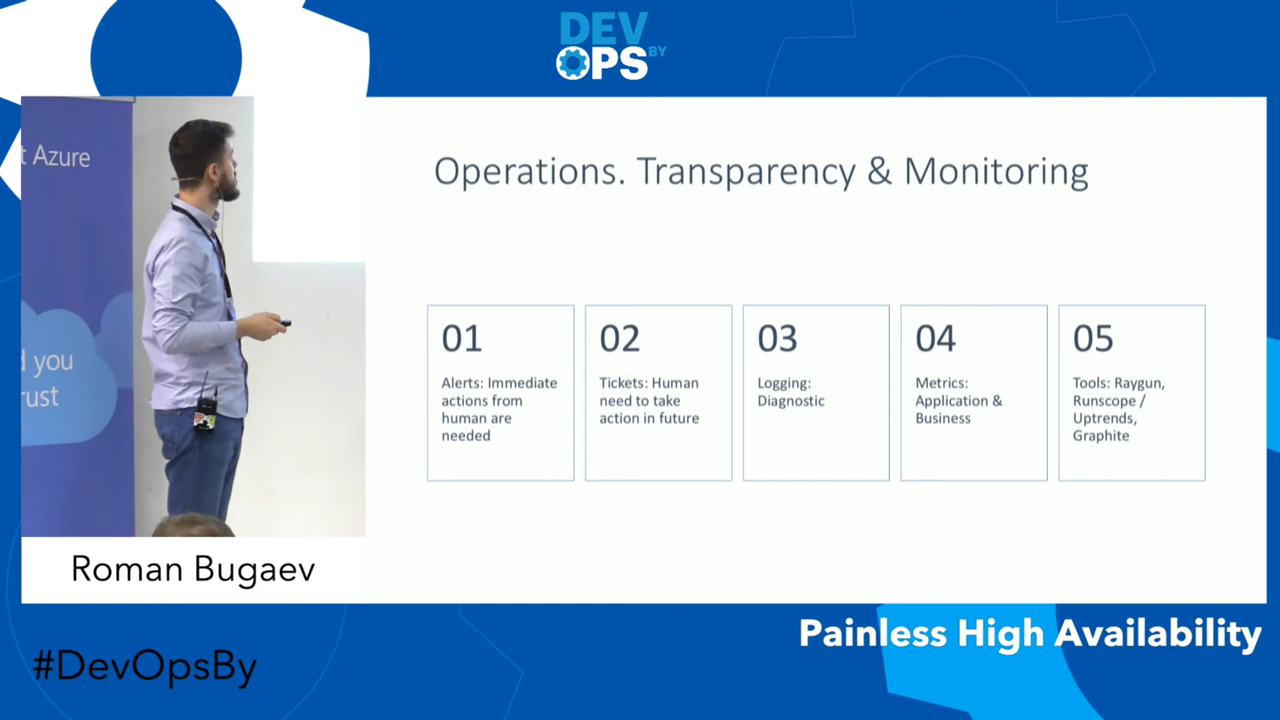 DEV
OPS BY
t Azure
d you
rust
Operations. Transparency & Monitoring
01
Alerts: Immediate
actions from
human are
needed
02
Tickets: Human
need to take
action in future
03
Logging:
Diagnostic
04
Metrics:
Application &
Business
05
Tools: Raygun,
Runscope /
Uptrends,
Graphite
Roman Bugaev
Painless High Availability
#DevOpsBy